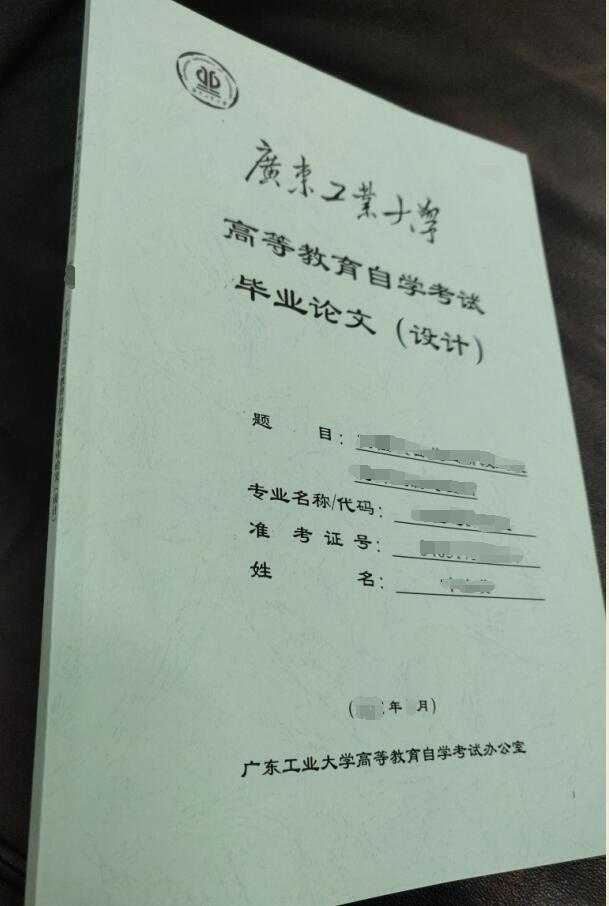 廣東工業大學
高等教育自学考试
毕业论文（设计）
题 目：
专业名称/代码：
准考证号：
姓 名：
（ 年 月）
广东工业大学高等教育自学考试办公室